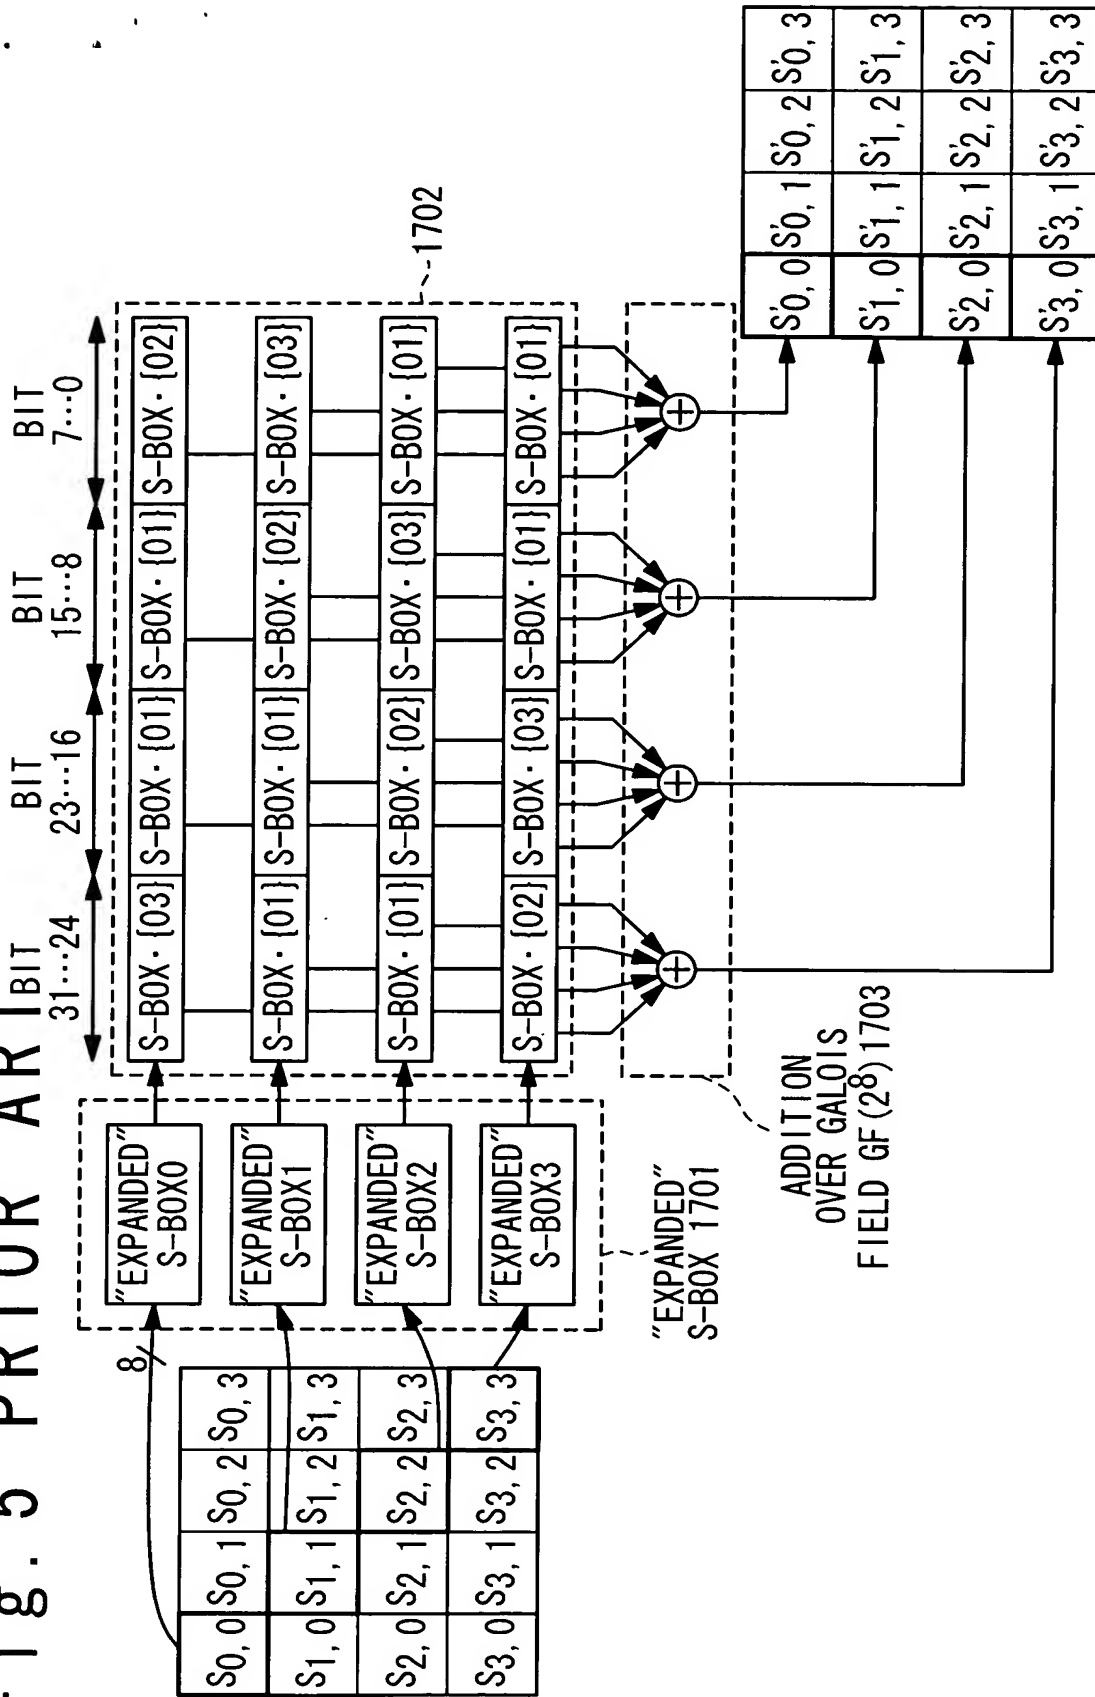 Fig. 5 PRIOR ART
S0, 0 S0, 1 S0, 2 S0, 3
S1, 0 S1, 1 S1, 2 S1, 3
S2, 0 S2, 1 S2, 2 S2, 3
S3, 0 S3, 1 S3, 2 S3, 3
8
"EXPANDED"
S-BOX0
"EXPANDED"
S-BOX1
"EXPANDED"
S-BOX2
"EXPANDED"
S-BOX3
"EXPANDED"
S-BOX 1701
BIT
31···24
BIT
23···16
BIT
15···8
BIT
7···0
S-BOX·{03} S-BOX·{01} S-BOX·{01} S-BOX·{02}
S-BOX·{01} S-BOX·{01} S-BOX·{02} S-BOX·{03}
S-BOX·{01} S-BOX·{02} S-BOX·{03} S-BOX·{01}
S-BOX·{02} S-BOX·{03} S-BOX·{01} S-BOX·{01}
1702
ADDITION
OVER GALOIS
FIELD GF(2⁸)1703
S'0, 0 S'0, 1 S'0, 2 S'0, 3
S'1, 0 S'1, 1 S'1, 2 S'1, 3
S'2, 0 S'2, 1 S'2, 2 S'2, 3
S'3, 0 S'3, 1 S'3, 2 S'3, 3